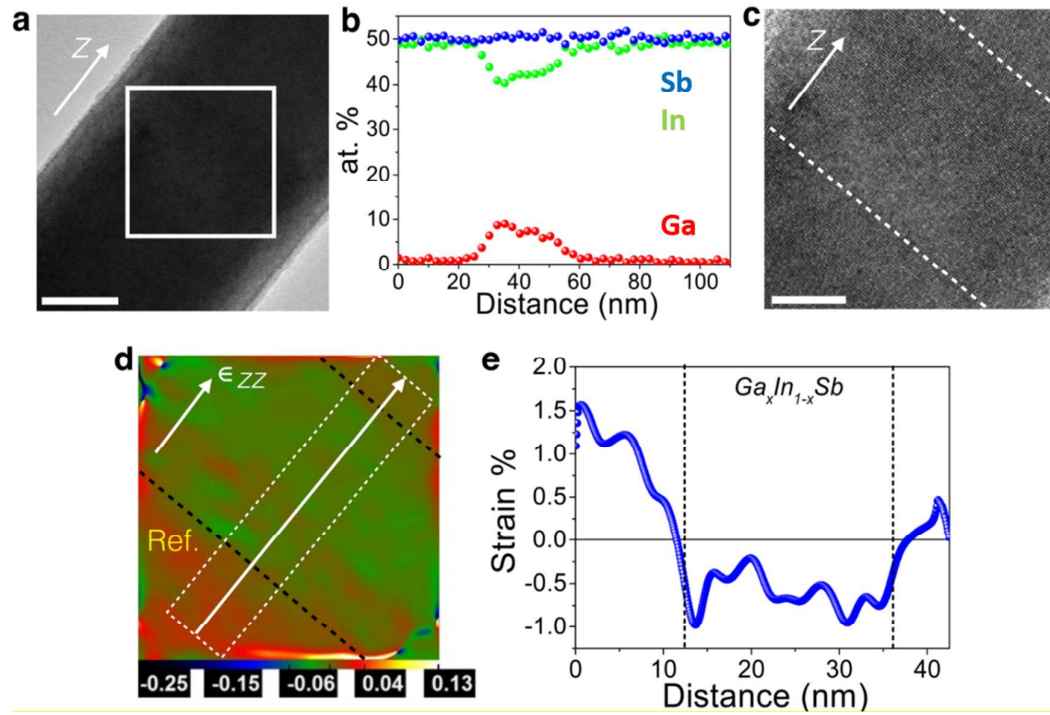 a
Z
b
50
40
30
20
10
0
at. %
Sb
In
Ga
0 20 40 60 80 100
Distance (nm)
c
Z
d
ϵ ZZ
Ref.
-0.25 -0.15 -0.06 0.04 0.13
e
2.0
1.5
1.0
0.5
0.0
-0.5
-1.0
Strain %
GaxIn1-xSb
0 10 20 30 40
Distance (nm)